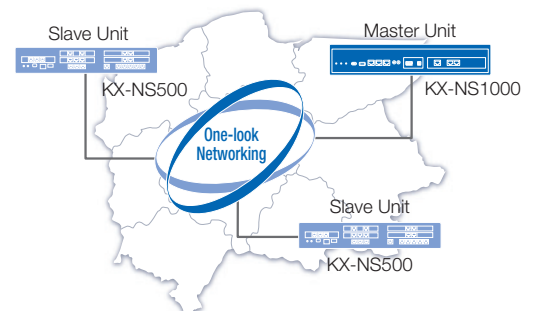 Slave Unit
KX-NS500
Master Unit
KX-NS1000
One-look
Networking
Slave Unit
KX-NS500